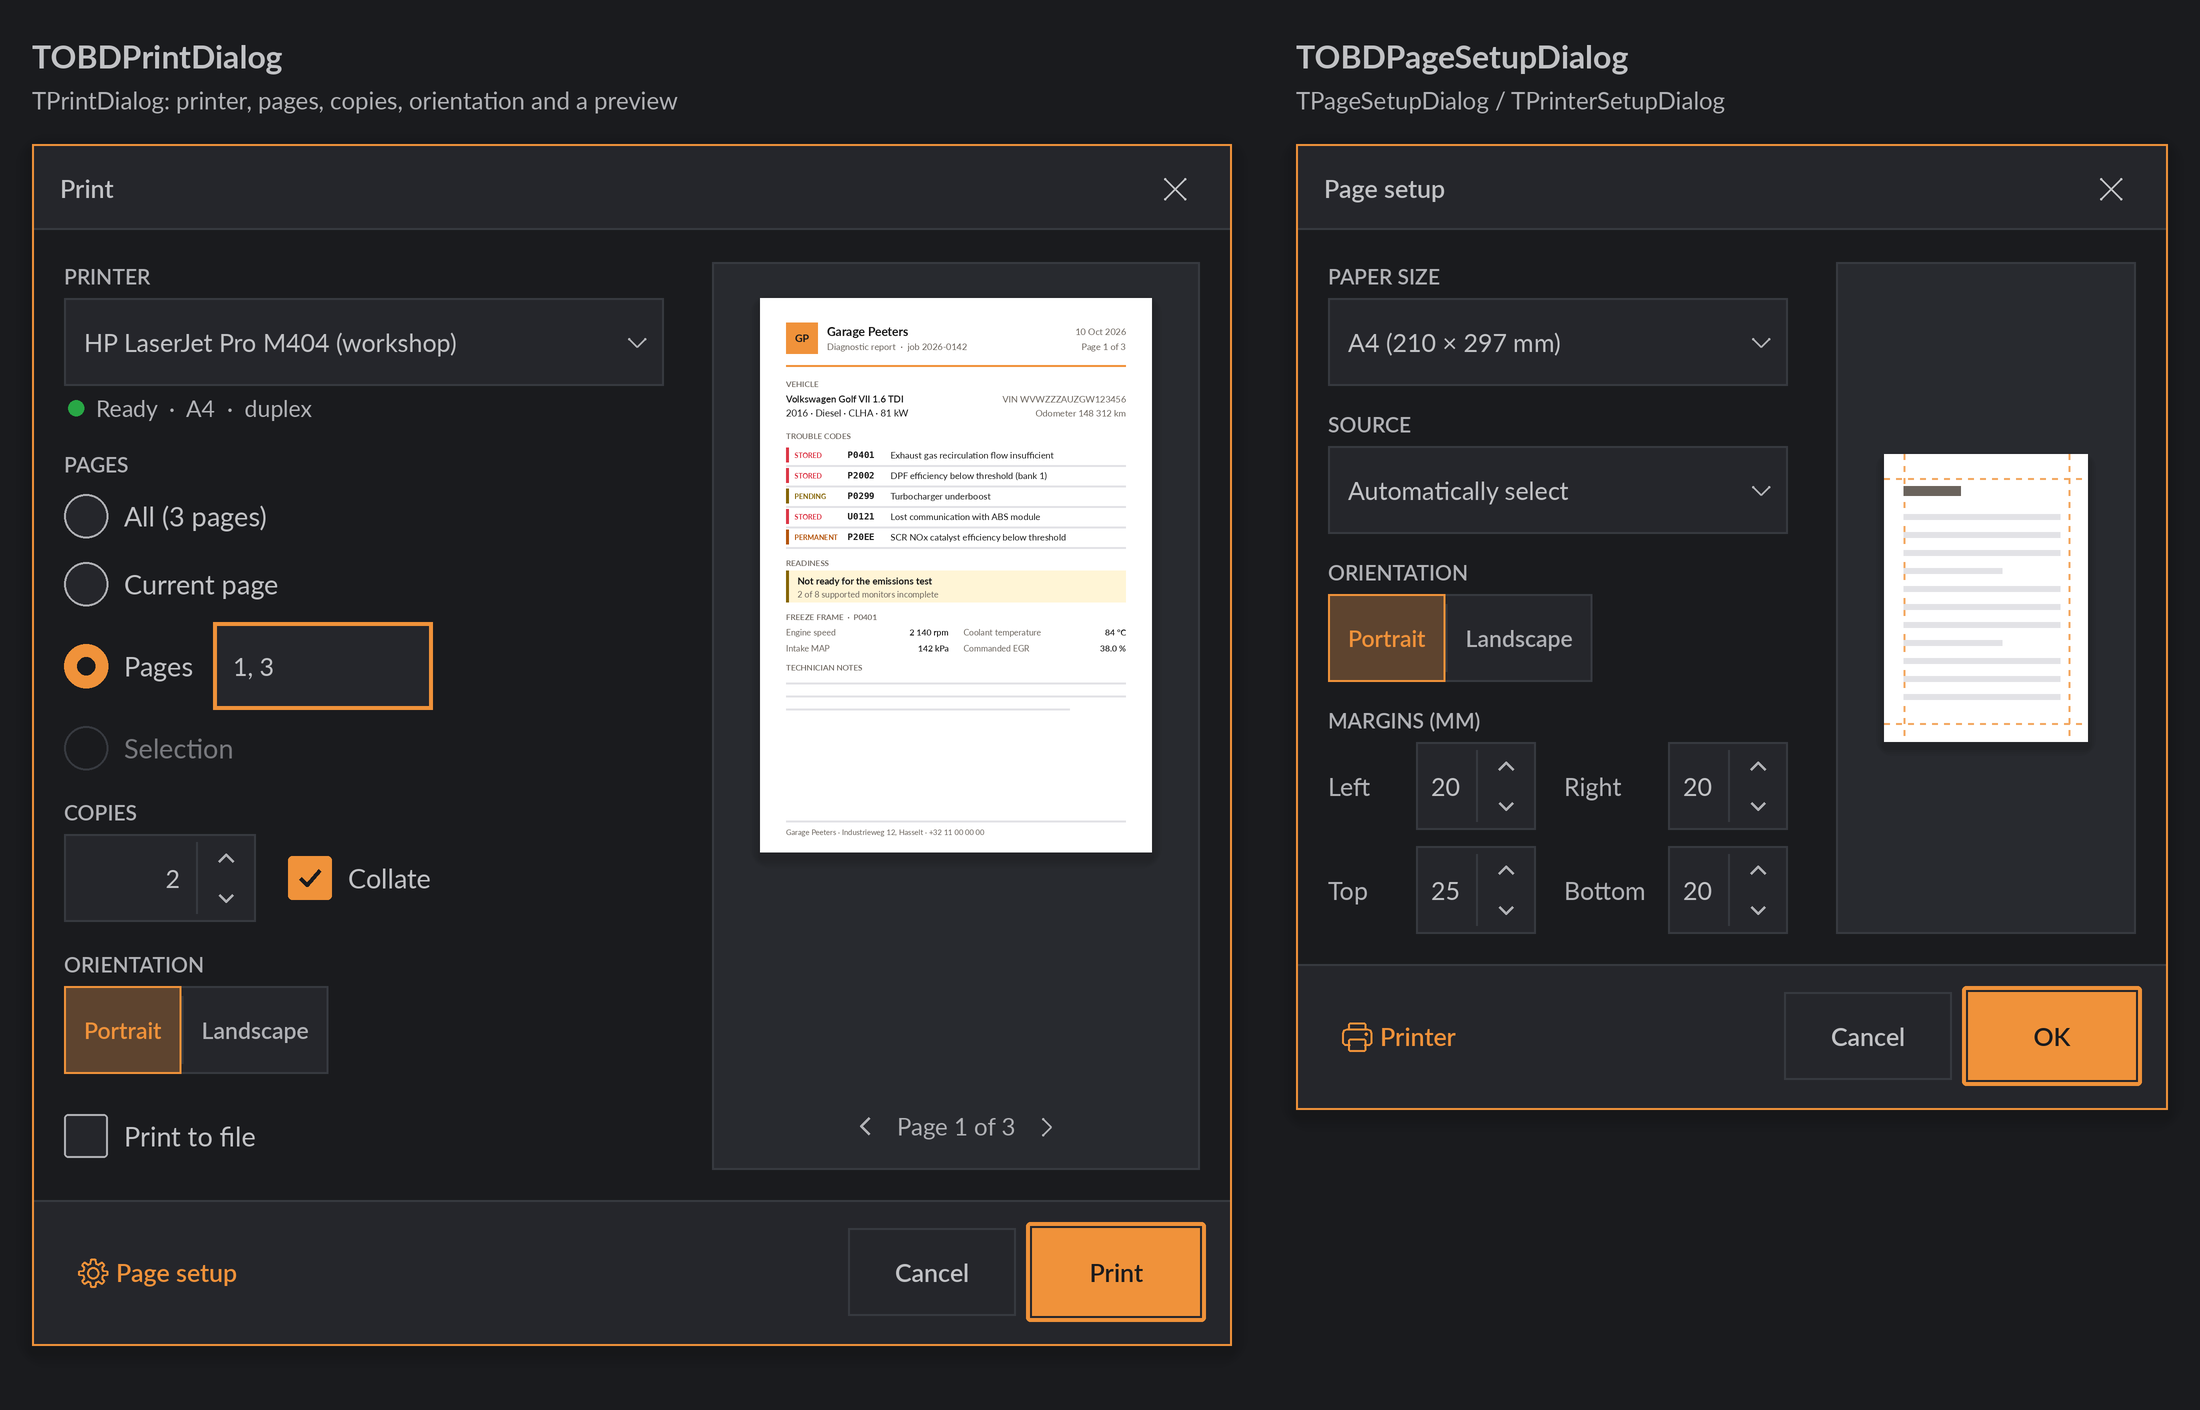 TOBDPrintDialog
TPrintDialog: printer, pages, copies, orientation and a preview
Print
PRINTER
HP LaserJet Pro M404 (workshop)
Ready · A4 · duplex
PAGES
All (3 pages)
Current page
Pages 1, 3
Selection
COPIES
2 Collate
ORIENTATION
Portrait Landscape
Print to file
GP Garage Peeters 10 Oct 2026
Diagnostic report · job 2026-0142 Page 1 of 3
VEHICLE
Volkswagen Golf VII 1.6 TDI VIN WVWZZZAUZGW123456
2016 · Diesel · CLHA · 81 kW Odometer 148 312 km
TROUBLE CODES
STORED P0401 Exhaust gas recirculation flow insufficient
STORED P2002 DPF efficiency below threshold (bank 1)
PENDING P0299 Turbocharger underboost
STORED U0121 Lost communication with ABS module
PERMANENT P20EE SCR NOx catalyst efficiency below threshold
READINESS
Not ready for the emissions test
2 of 8 supported monitors incomplete
FREEZE FRAME · P0401
Engine speed 2 140 rpm Coolant temperature 84 °C
Intake MAP 142 kPa Commanded EGR 38.0 %
TECHNICIAN NOTES
Garage Peeters · Industrieweg 12, Hasselt · +32 11 00 00 00
Page 1 of 3
Page setup Cancel Print
TOBDPageSetupDialog
TPageSetupDialog / TPrinterSetupDialog
Page setup
PAPER SIZE
A4 (210 × 297 mm)
SOURCE
Automatically select
ORIENTATION
Portrait Landscape
MARGINS (MM)
Left 20 Right 20
Top 25 Bottom 20
Printer Cancel OK